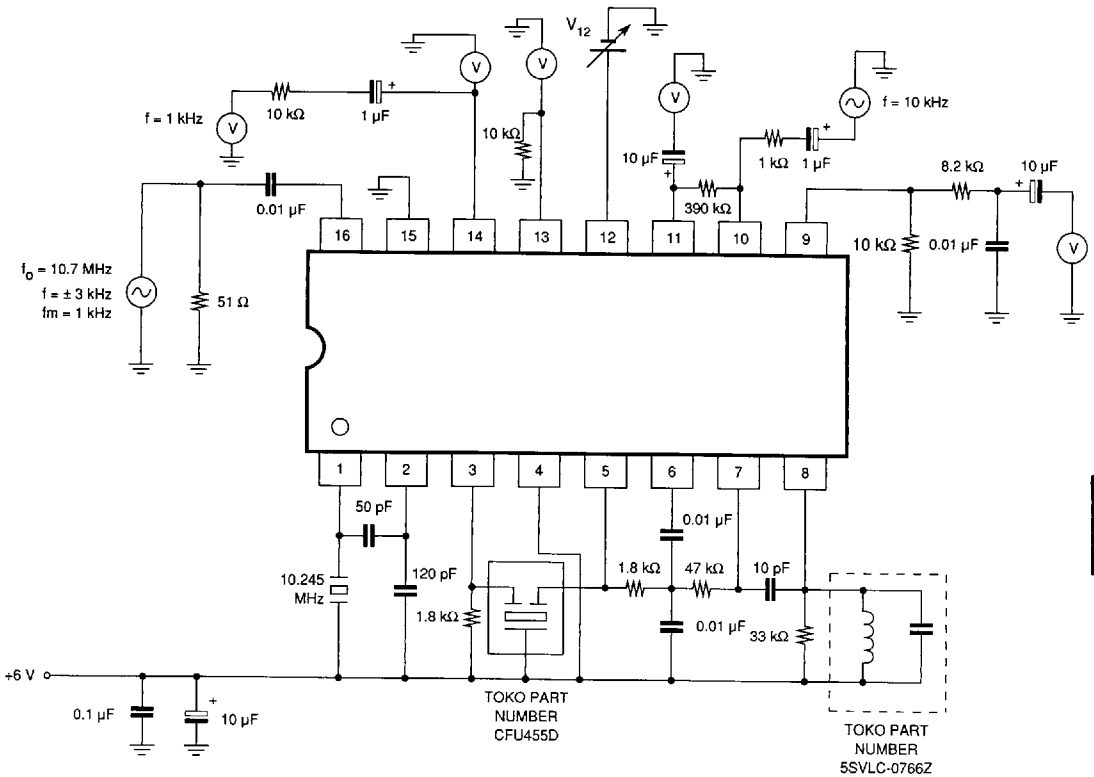 V12
V
V
V
f = 1 kHz
V
10 kΩ
+
1 µF
10 kΩ
10 µF
+
f = 10 kHz
1 kΩ
+
1 µF
390 kΩ
8.2 kΩ
+
10 µF
10 kΩ
0.01 µF
V
0.01 µF
16
15
14
13
12
11
10
9
fo = 10.7 MHz
f = ± 3 kHz
fm = 1 kHz
51 Ω
1
2
3
4
5
6
7
8
50 pF
10.245
MHz
120 pF
1.8 kΩ
0.01 µF
1.8 kΩ
47 kΩ
10 pF
0.01 µF
33 kΩ
+6 V
0.1 µF
+
10 µF
TOKO PART
NUMBER
CFU455D
TOKO PART
NUMBER
5SVLC-0766Z